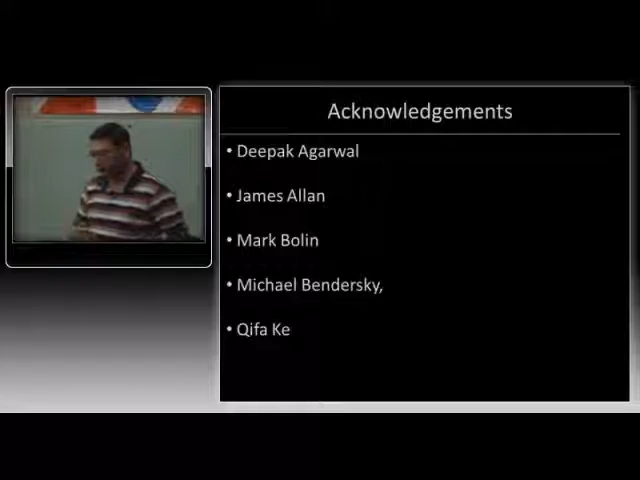 Acknowledgements
• Deepak Agarwal
• James Allan
• Mark Bolin
• Michael Bendersky,
• Qifa Ke